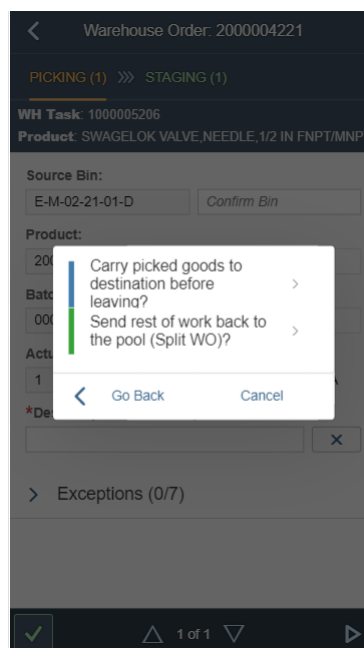 Warehouse Order: 2000004221
PICKING (1) STAGING (1)
WH Task: 1000005206
Product: SWAGELOK VALVE,NEEDLE,1/2 IN FNPT/MNP
Source Bin:
E-M-02-21-01-D Confirm Bin
Product:
Carry picked goods to
destination before
leaving?
Send rest of work back to
the pool (Split WO)?
1
Go Back Cancel
Exceptions (0/7)
1 of 1